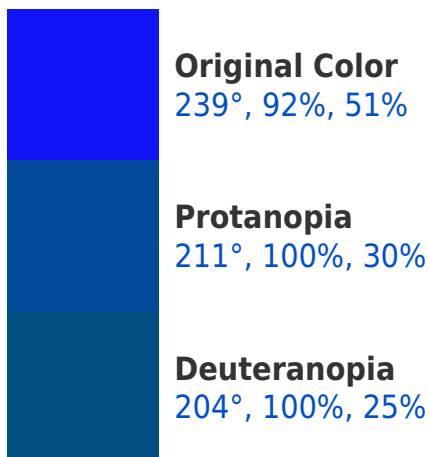 Original Color
239°, 92%, 51%
Protanopia
211°, 100%, 30%
Deuteranopia
204°, 100%, 25%